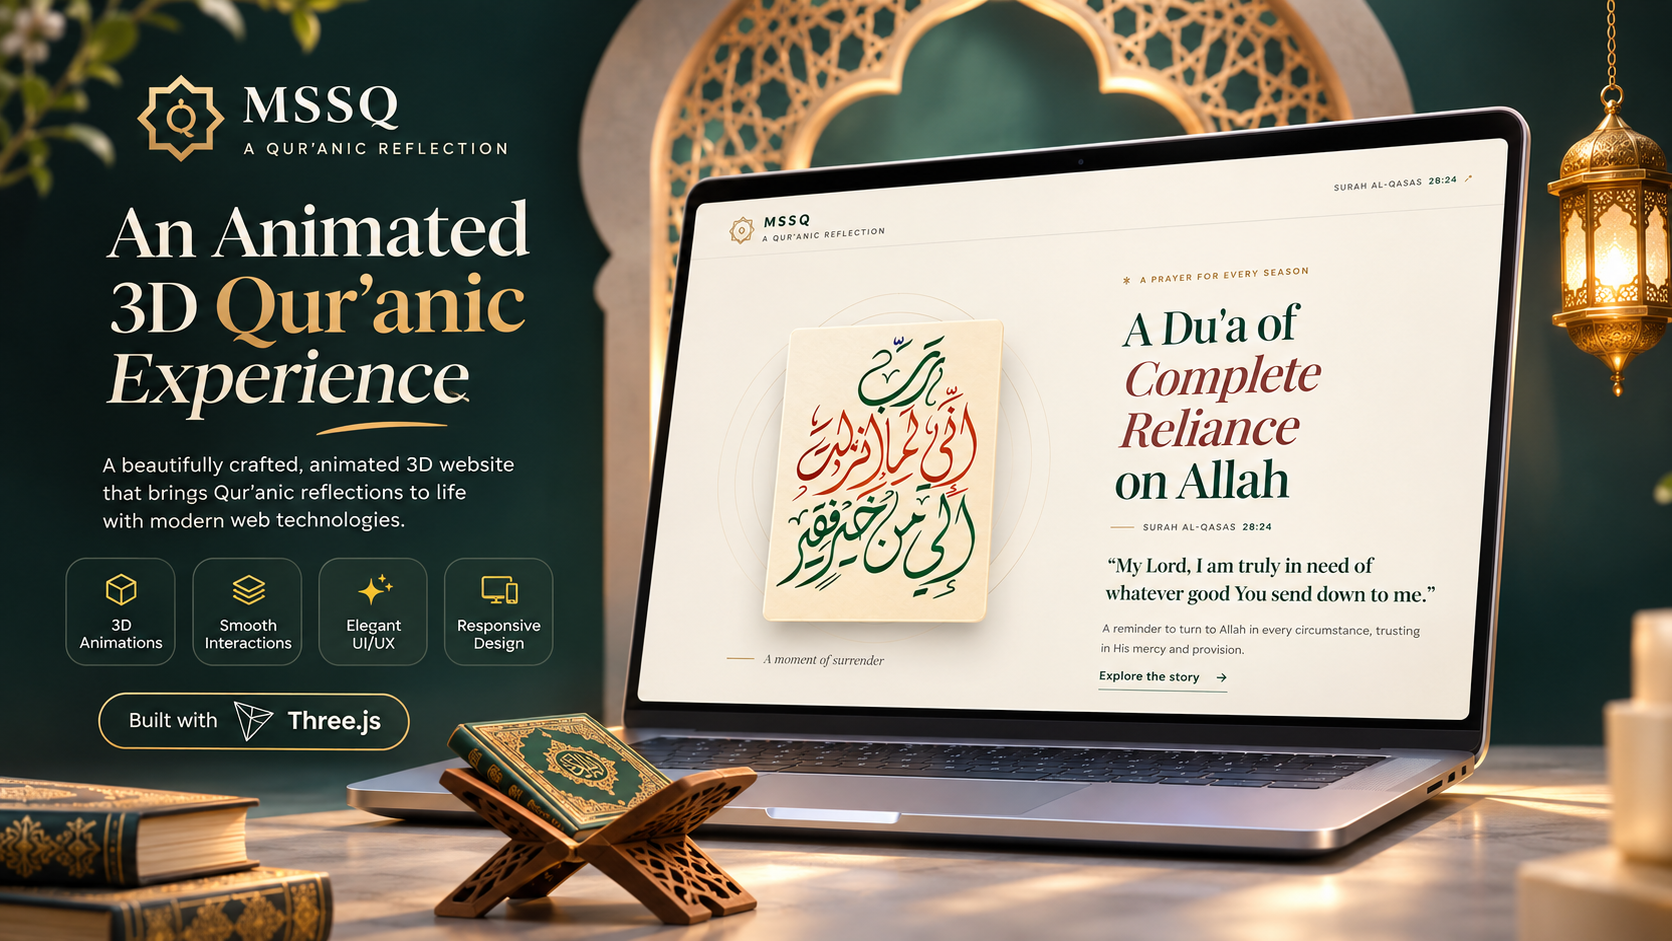 MSSQ
A QUR'ANIC REFLECTION
An Animated
3D Qur'anic
Experience
A beautifully crafted, animated 3D website
that brings Qur'anic reflections to life
with modern web technologies.
3D
Animations
Smooth
Interactions
Elegant
UI/UX
Responsive
Design
Built with Three.js
MSSQ
A QUR'ANIC REFLECTION
SURAH AL-QASAS 28:24
رَبِّ
إِنِّي لِمَا أَنزَلْتَ
إِلَيَّ مِنْ خَيْرٍ فَقِيرٌ
A moment of surrender
A PRAYER FOR EVERY SEASON
A Du'a of
Complete
Reliance
on Allah
SURAH AL-QASAS 28:24
“My Lord, I am truly in need of
whatever good You send down to me.”
A reminder to turn to Allah in every circumstance, trusting
in His mercy and provision.
Explore the story